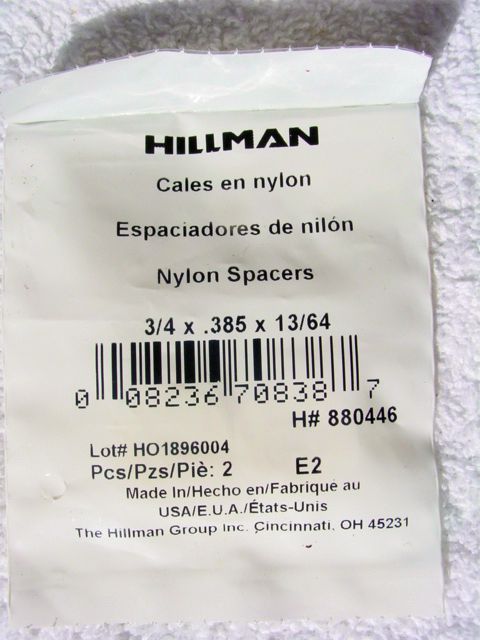 HILLMAN
Cales en nylon
Espaciadores de nilón
Nylon Spacers
3/4 x .385 x 13/64
0 08236 70838 7
H# 880446
Lot# HO1896004
Pcs/Pzs/Piè: 2 E2
Made In/Hecho en/Fabriqué au
USA/E.U.A./États-Unis
The Hillman Group Inc. Cincinnati, OH 45231